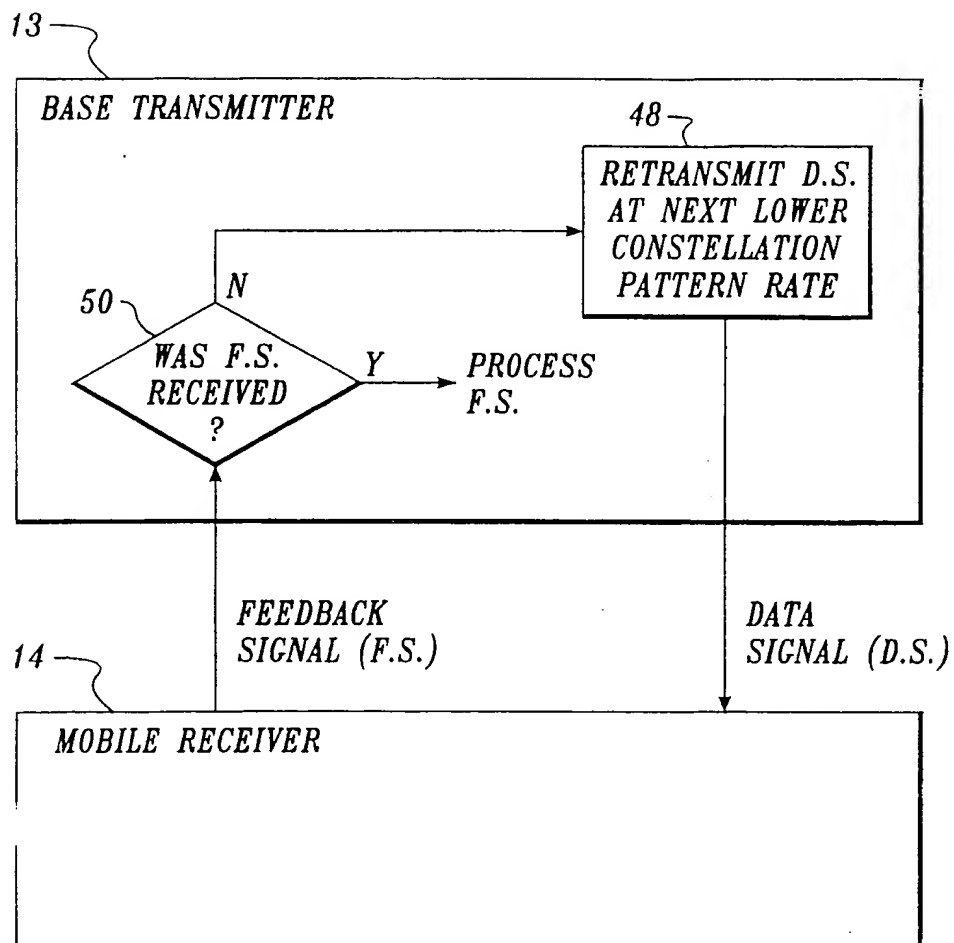 13
BASE TRANSMITTER
48
RETRANSMIT D.S.
AT NEXT LOWER
CONSTELLATION
PATTERN RATE
N
50
WAS F.S.
RECEIVED
?
Y
PROCESS
F.S.
FEEDBACK
SIGNAL (F.S.)
DATA
SIGNAL (D.S.)
14
MOBILE RECEIVER